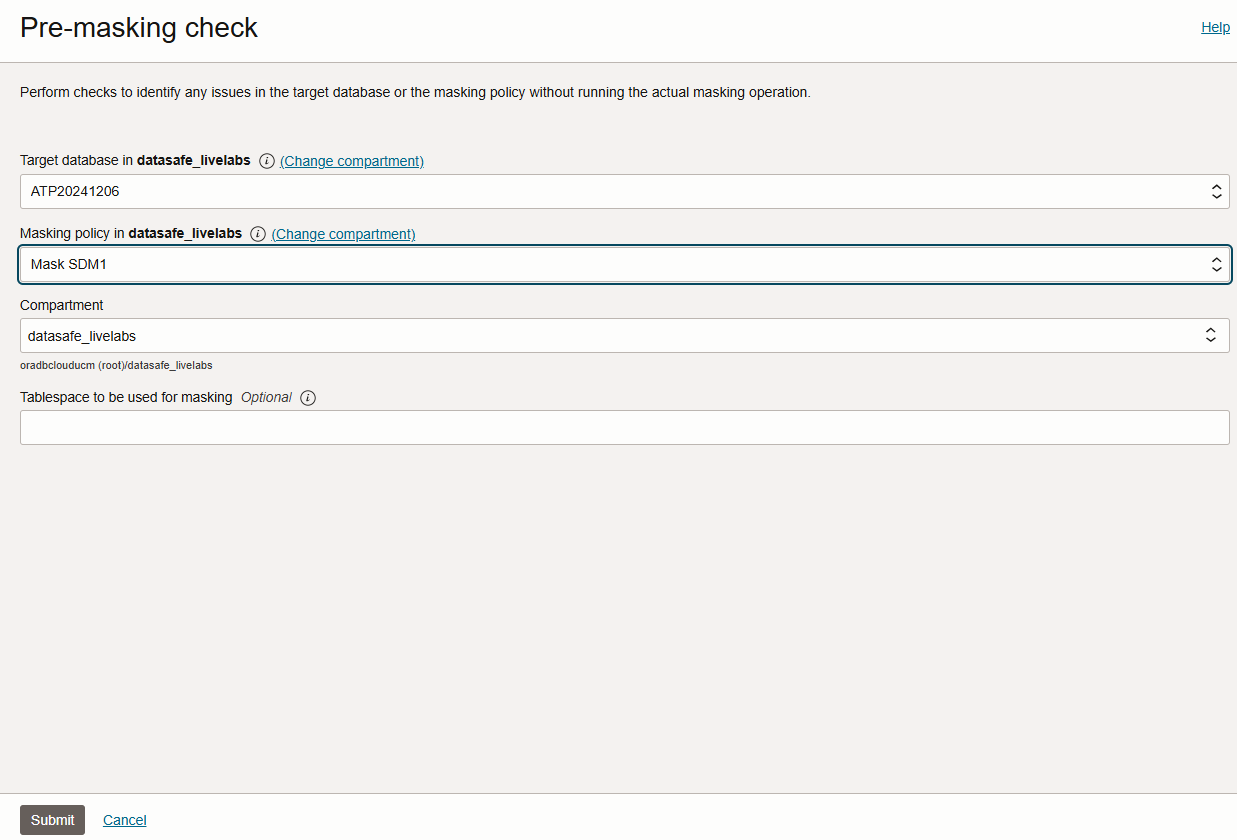 Pre-masking check
Help
Perform checks to identify any issues in the target database or the masking policy without running the actual masking operation.
Target database in datasafe_livelabs (Change compartment)
ATP20241206
Masking policy in datasafe_livelabs (Change compartment)
Mask SDM1
Compartment
datasafe_livelabs
oradbclouducm (root)/datasafe_livelabs
Tablespace to be used for masking Optional
Submit Cancel